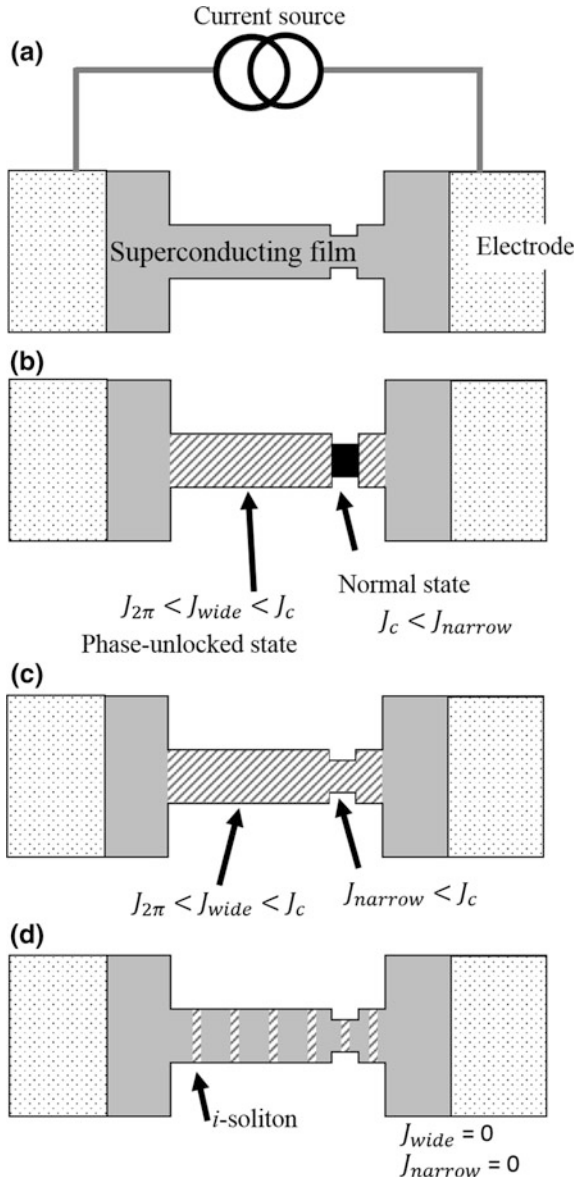 Current source
(a)
Superconducting film
Electrode
(b)
J_{2π} < J_{wide} < J_c
Phase-unlocked state
Normal state
J_c < J_{narrow}
(c)
J_{2π} < J_{wide} < J_c
J_{narrow} < J_c
(d)
i-soliton
J_{wide} = 0
J_{narrow} = 0